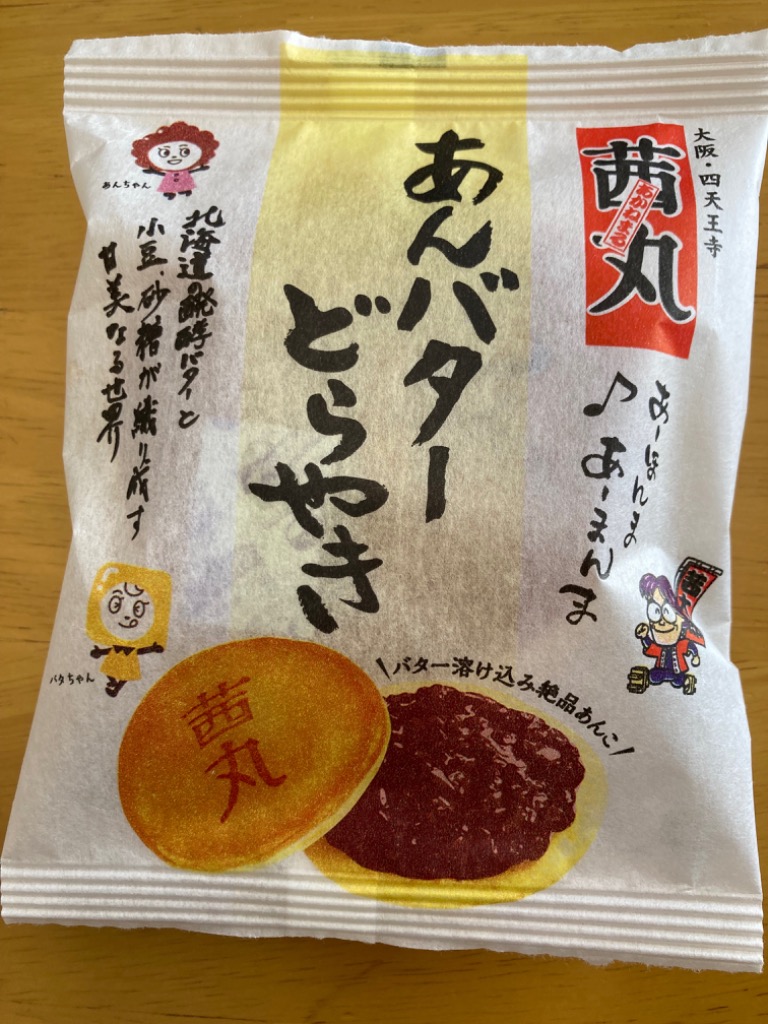 大阪・四天王寺
茜丸
あかねまる
あーほんま
♪あーまんま
茜丸
あんバター
どらやき
北海道の醗酵バターと
小豆、砂糖が織り成す
甘美なる世界
あんちゃん
バタちゃん
\バター溶け込み絶品あんこ/
茜丸